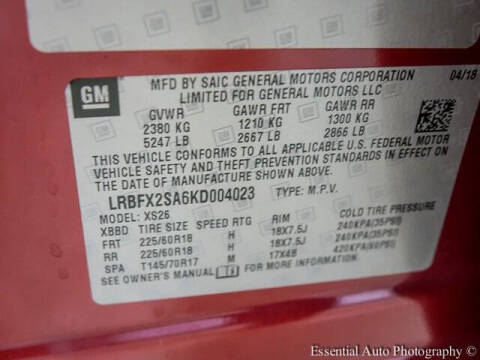 GM
MFD BY SAIC GENERAL MOTORS CORPORATION 04/18
LIMITED FOR GENERAL MOTORS LLC
GVWR GAWR FRT GAWR RR
2380 KG 1210 KG 1300 KG
5247 LB 2667 LB 2866 LB
THIS VEHICLE CONFORMS TO ALL APPLICABLE U.S. FEDERAL MOTOR
VEHICLE SAFETY AND THEFT PREVENTION STANDARDS IN EFFECT ON
THE DATE OF MANUFACTURE SHOWN ABOVE.
LRBFX2SA6KD004023 TYPE: M.P.V.
MODEL: XS26
XBBD TIRE SIZE SPEED RTG RIM COLD TIRE PRESSURE
FRT 225/60R18 H 18X7.5J 240KPA(35PSI)
RR 225/60R18 H 18X7.5J 240KPA(35PSI)
SPA T145/70R17 M 17X4B 420KPA(60PSI)
SEE OWNER'S MANUAL FOR MORE INFORMATION.
Essential Auto Photography ©